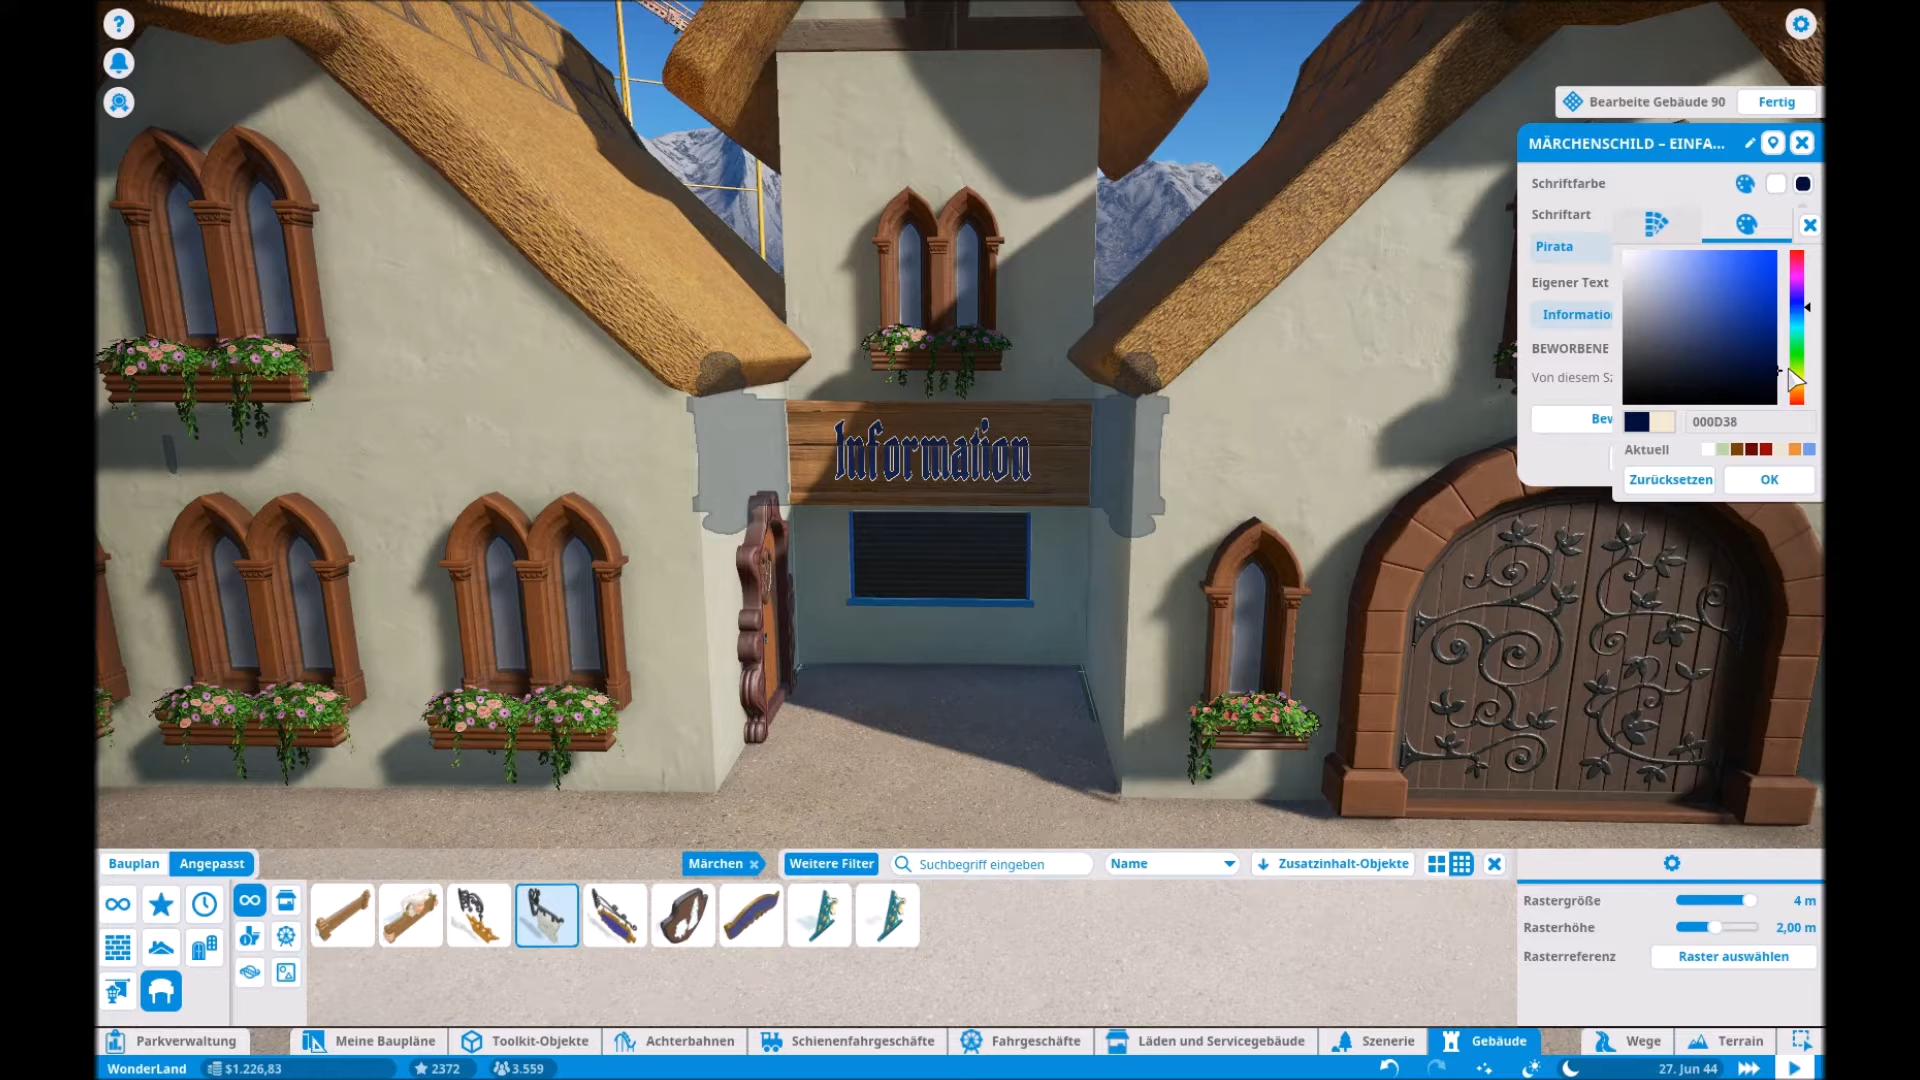 ?
Bearbeite Gebäude 90
Fertig
MÄRCHENSCHILD – EINFA...
Schriftfarbe
Schriftart
Pirata
Eigener Text
Informatio
BEWORBENE
Von diesem Sz
Bev
000D38
Aktuell
Zurücksetzen
OK
Information
Bauplan
Angepasst
Märchen
Weitere Filter
Suchbegriff eingeben
Name
Zusatzinhalt-Objekte
Rastergröße
4 m
Rasterhöhe
2,00 m
Rasterreferenz
Raster auswählen
Parkverwaltung
Meine Baupläne
Toolkit-Objekte
Achterbahnen
Schienenfahrgeschäfte
Fahrgeschäfte
Läden und Servicegebäude
Szenerie
Gebäude
Wege
Terrain
WonderLand
$1.226,83
2372
3.559
27. Jun 44